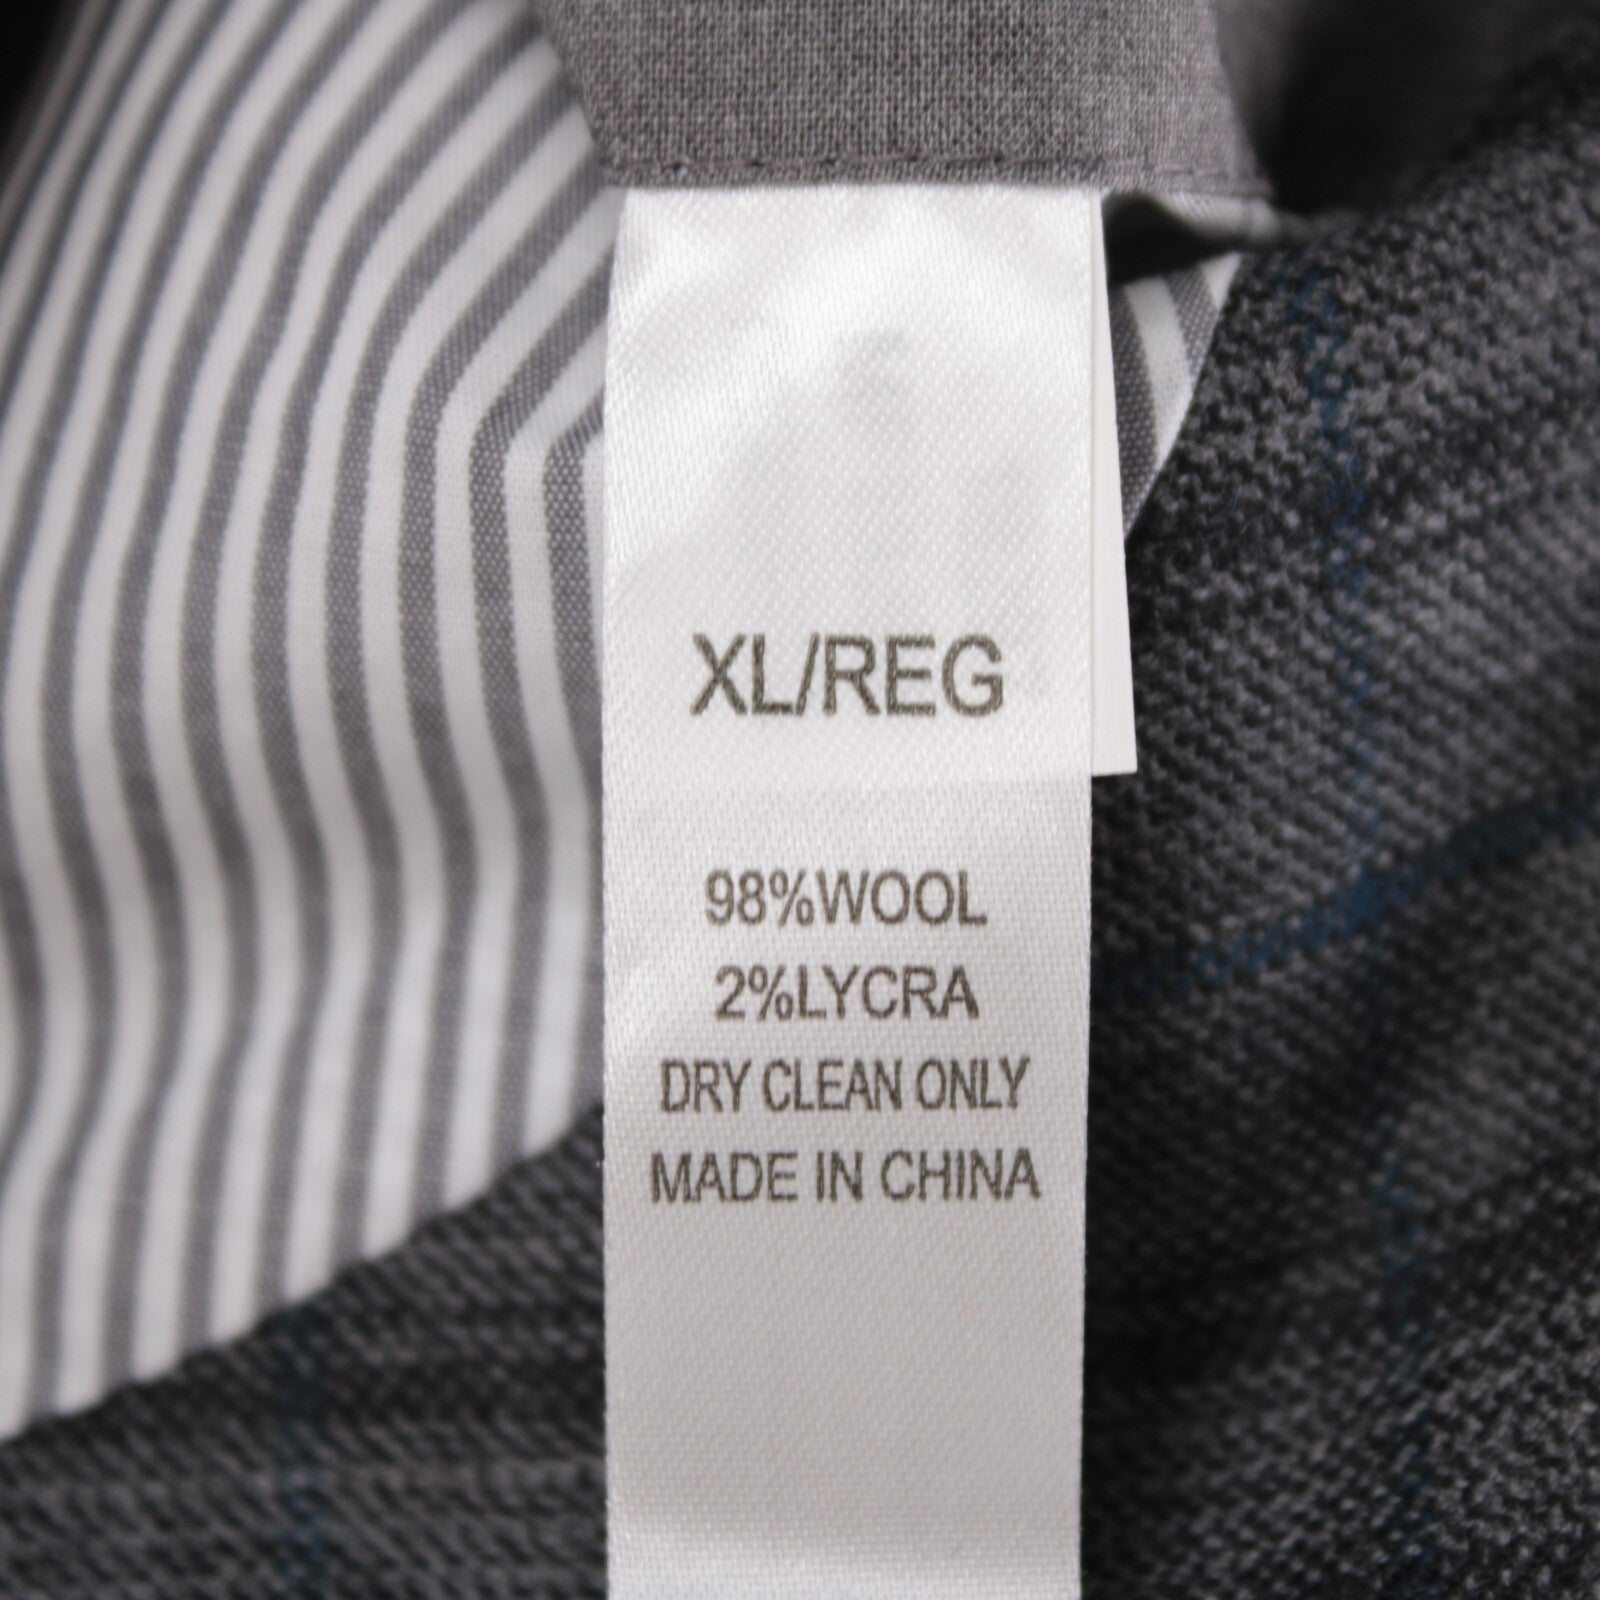 XL/REG
98%WOOL
2%LYCRA
DRY CLEAN ONLY
MADE IN CHINA